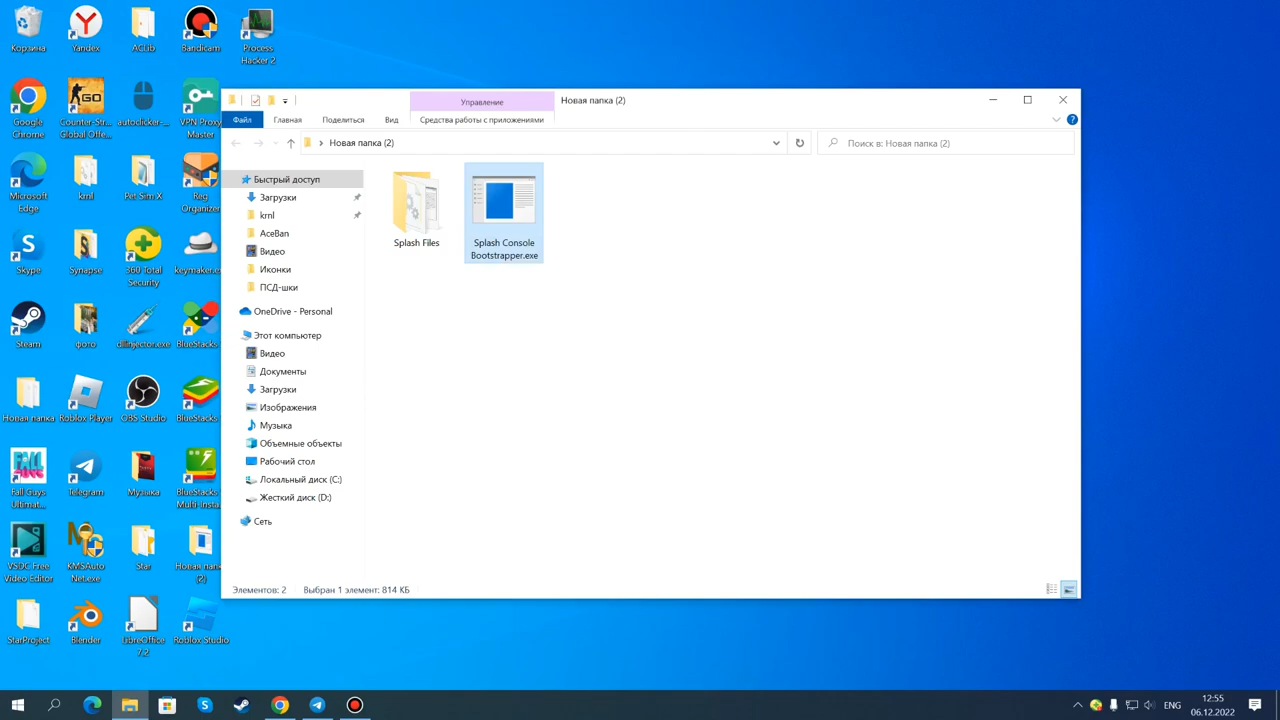 Корзина
Yandex
ACLib
Bandicam
Process
Hacker 2
Google
Chrome
Counter-Str...
Global Offe...
autoclicker-...
VPN Proxy
Master
Microsoft
Edge
krnl
Pet Sim X
Reg
Organizer
Skype
Synapse
360 Total
Security
keymaker.e
Steam
фото
dllinjector.exe
BlueStacks
Новая папка
Roblox Player
OBS Studio
BlueStacks
Fall Guys
Ultimat...
Telegram
Музыка
BlueStacks
Multi-Insta
VSDC Free
Video Editor
KMSAuto
Net.exe
Star
Новая пап
(2)
StarProject
Blender
LibreOffice
7.2
Roblox Studio
Управление
Новая папка (2)
Файл
Главная
Поделиться
Вид
Средства работы с приложениями
Новая папка (2)
Поиск в: Новая папка (2)
Быстрый доступ
Загрузки
krnl
AceBan
Видео
Иконки
ПСД-шки
OneDrive - Personal
Этот компьютер
Видео
Документы
Загрузки
Изображения
Музыка
Объемные объекты
Рабочий стол
Локальный диск (C:)
Жесткий диск (D:)
Сеть
Splash Files
Splash Console
Bootstrapper.exe
Элементов: 2
Выбран 1 элемент: 814 КБ
ENG
12:55
06.12.2022